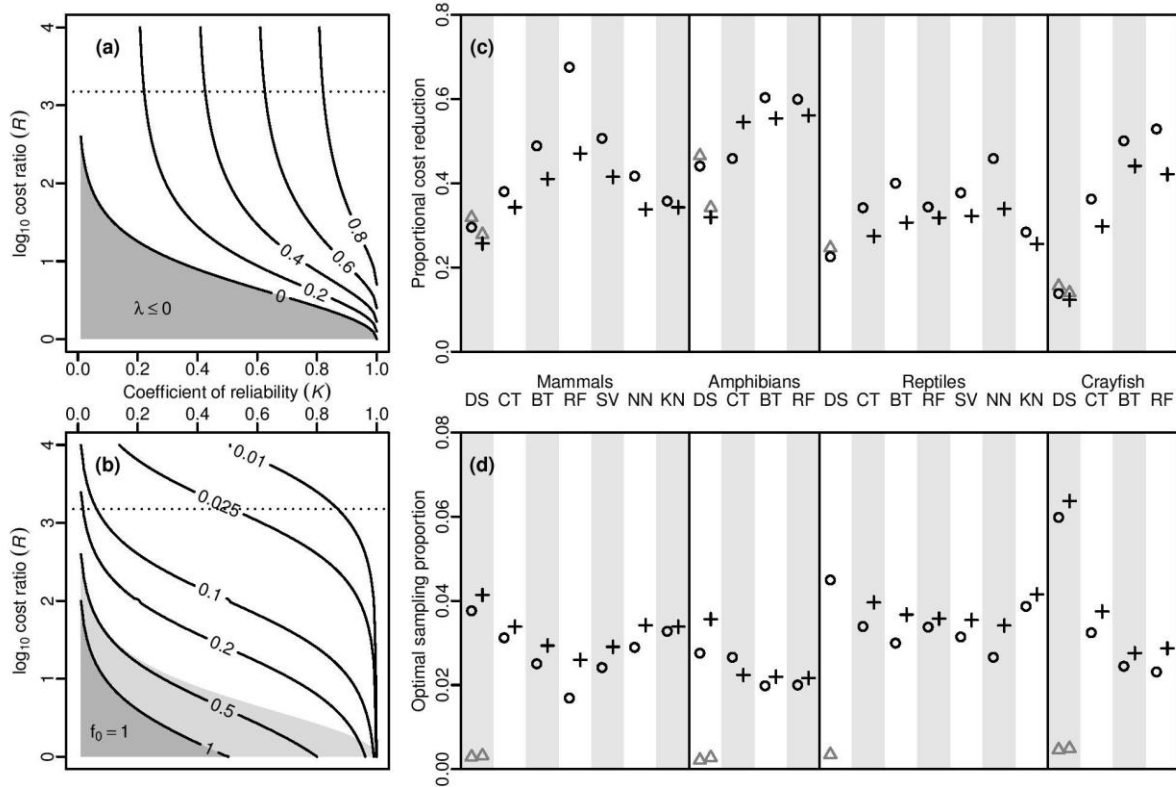 (a)
log10 cost ratio (R)
4
3
2
1
0
0.8
0.6
0.4
0.2
0
λ ≤ 0
0.0 0.2 0.4 0.6 0.8 1.0
Coefficient of reliability (K)
0.0 0.2 0.4 0.6 0.8 1.0
(b)
log10 cost ratio (R)
4
3
2
1
0
0.01
0.025
0.1
0.2
0.5
1
f0 = 1
(c)
Proportional cost reduction
0.8
0.6
0.4
0.2
0.0
Mammals Amphibians Reptiles Crayfish
DS CT BT RF SV NN KN DS CT BT RF DS CT BT RF SV NN KN DS CT BT RF
(d)
Optimal sampling proportion
0.08
0.06
0.04
0.02
0.00